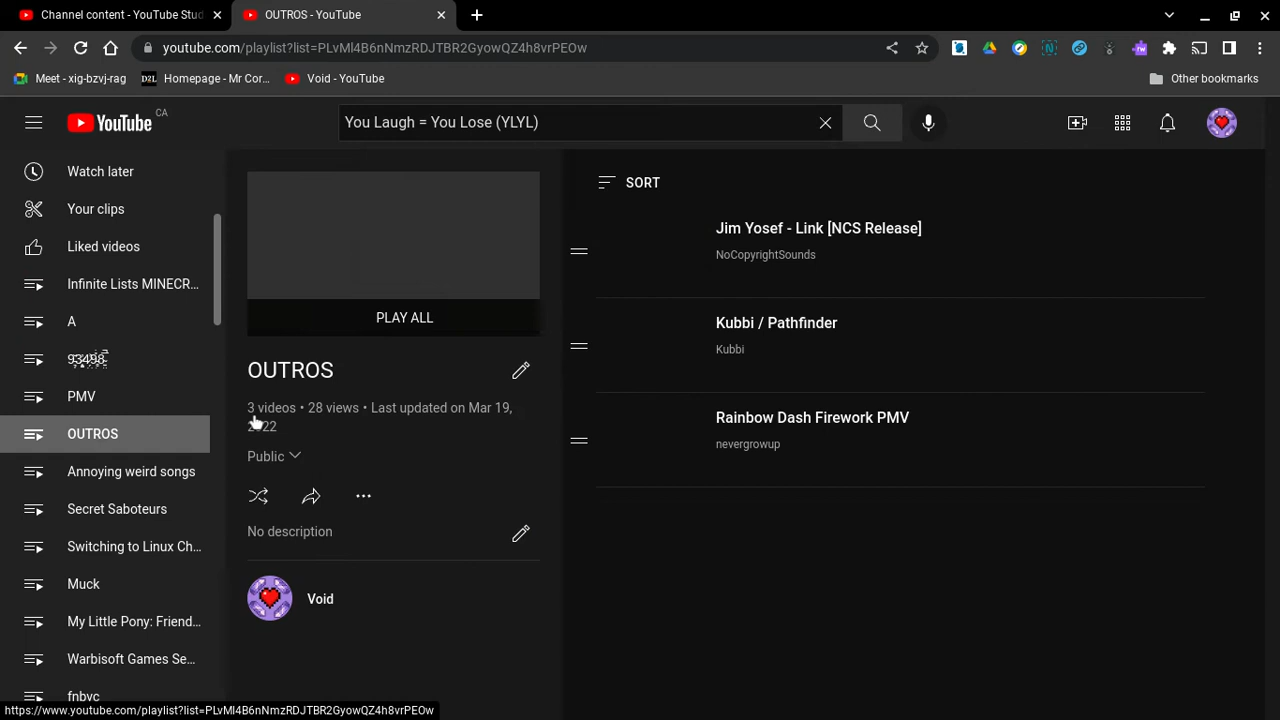 Channel content - YouTube Stud
OUTROS - YouTube
youtube.com/playlist?list=PLvMl4B6nNmzRDJTBR2GyowQZ4h8vrPEOw
Meet - xig-bzvj-rag
D2L
Homepage - Mr Cor...
Void - YouTube
Other bookmarks
YouTube CA
You Laugh = You Lose (YLYL)
Watch later
Your clips
Liked videos
Infinite Lists MINECR...
A
93498
PMV
OUTROS
Annoying weird songs
Secret Saboteurs
Switching to Linux Ch...
Muck
My Little Pony: Friend...
Warbisoft Games Se...
fnbyc
PLAY ALL
OUTROS
3 videos • 28 views • Last updated on Mar 19,
2022
Public
No description
Void
SORT
Jim Yosef - Link [NCS Release]
NoCopyrightSounds
Kubbi / Pathfinder
Kubbi
Rainbow Dash Firework PMV
nevergrowup
https://www.youtube.com/playlist?list=PLvMl4B6nNmzRDJTBR2GyowQZ4h8vrPEOw